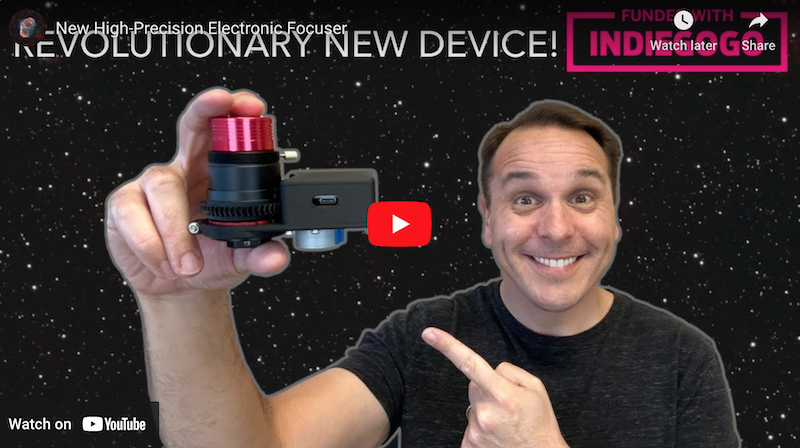 New High-Precision Electronic Focuser
REVOLUTIONARY NEW DEVICE!
FUNDED WITH
INDIEGOGO
Watch later
Share
Watch on YouTube